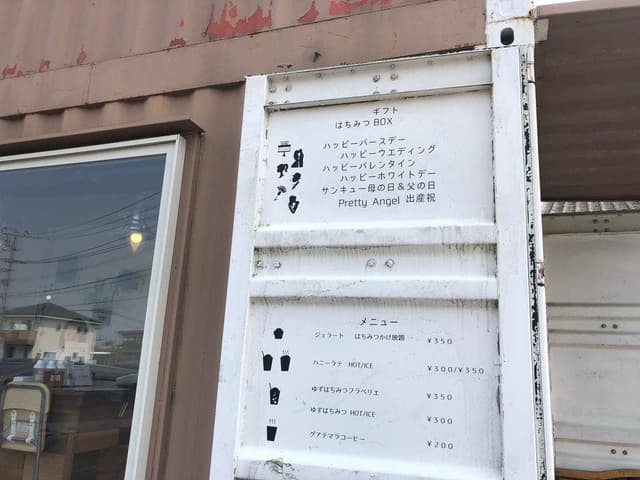 ギフト
はちみつBOX
ハッピーバースデー
ハッピーウエディング
ハッピーバレンタイン
ハッピーホワイトデー
サンキュー母の日&父の日
Pretty Angel 出産祝
メニュー
ジェラート はちみつかけ放題 ¥350
ハニーラテ HOT/ICE ¥300/¥350
ゆずはちみつフラペリエ ¥350
ゆずはちみつ HOT/ICE ¥300
グアテマラコーヒー ¥200